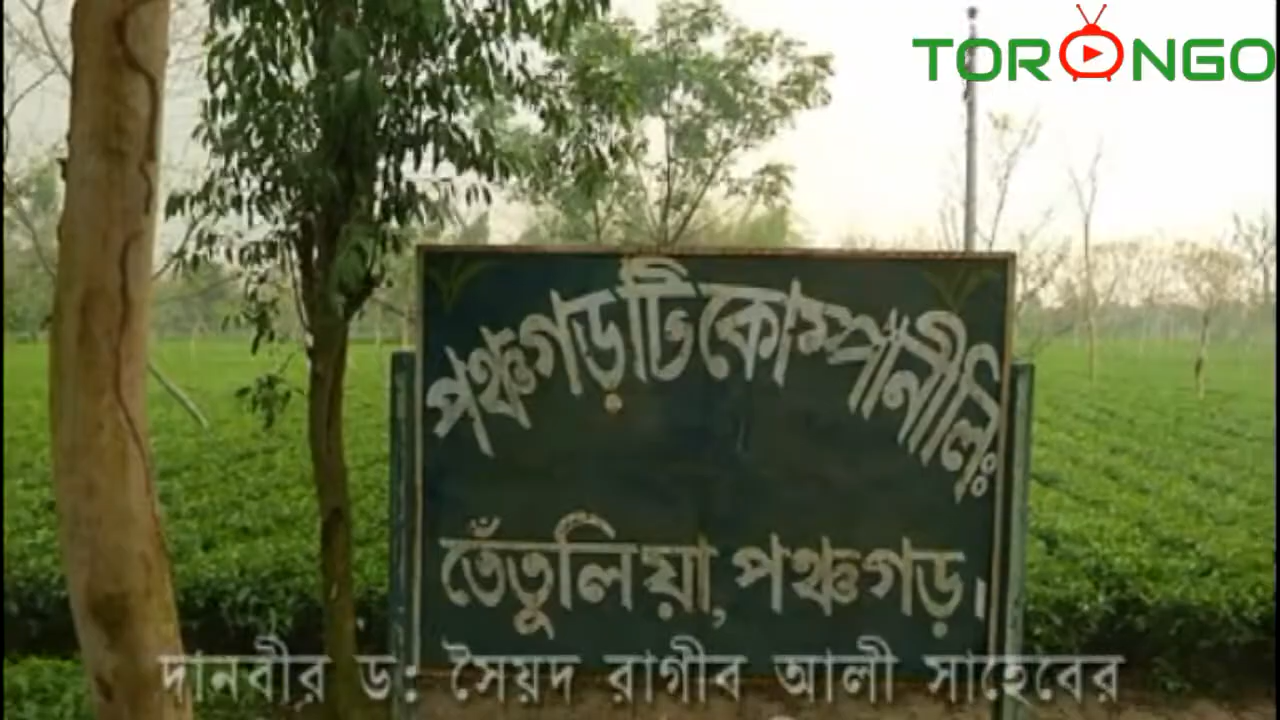 TORONGO
পঞ্চগড় টি কোম্পানী লিঃ
তেঁতুলিয়া, পঞ্চগড়।
দানবীর ড: সৈয়দ রাগীব আলী সাহেবের